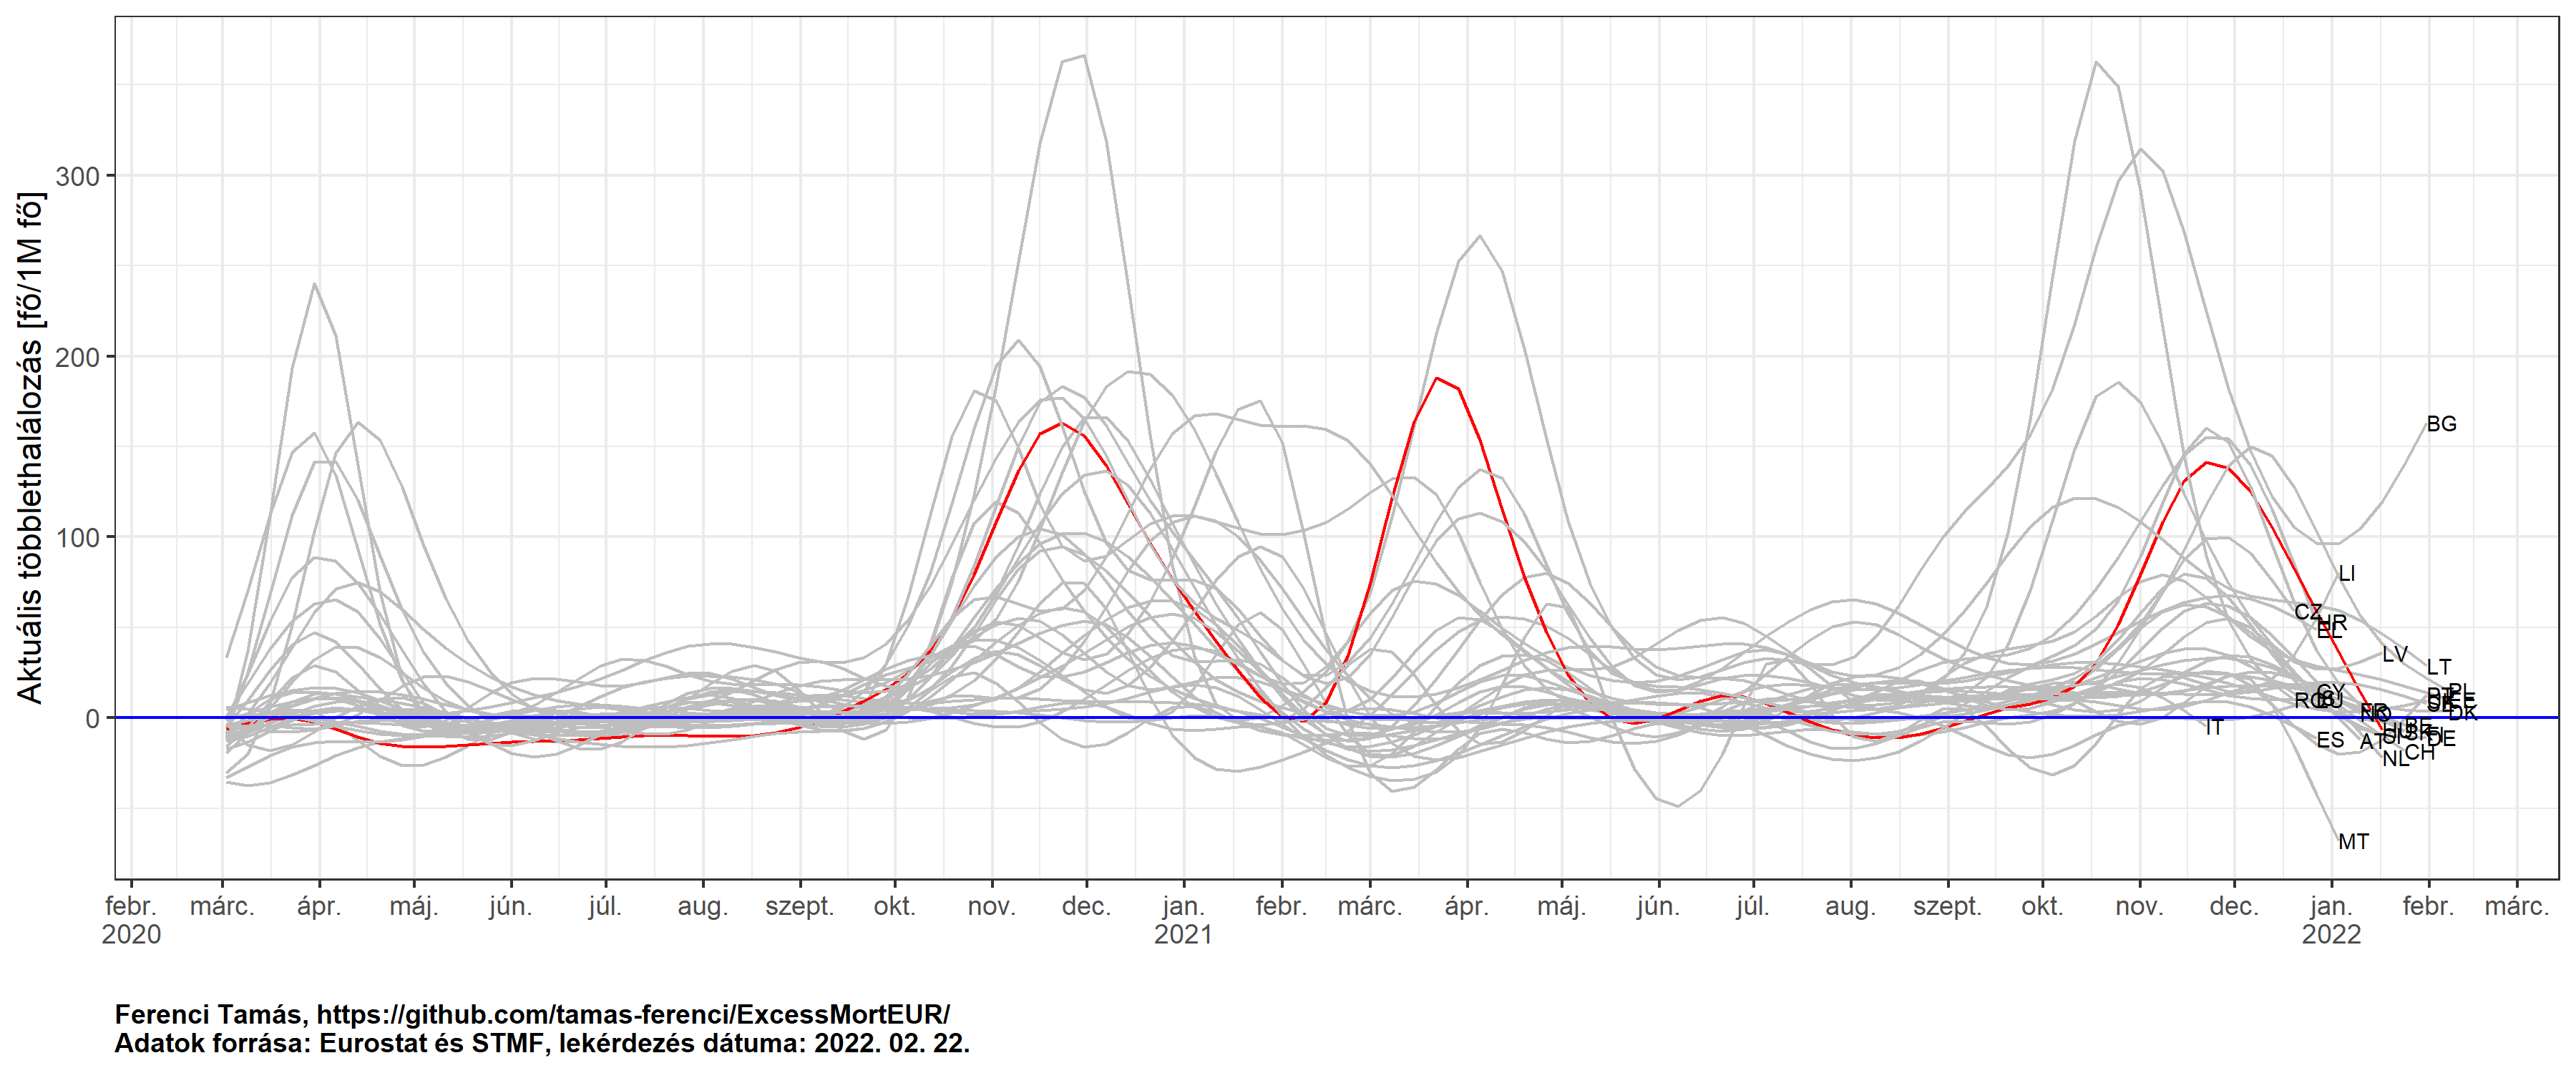 Aktuális többlethalálozás [fő/1M fő]
300
200
100
0
BG
LI
CZ
HR
EL
LV
LT
CY
PL
EE
DK
IT
ES
AT
NL
BE
CH
DE
MT
febr. márc. ápr. máj. jún. júl. aug. szept. okt. nov. dec. jan. febr. márc. ápr. máj. jún. júl. aug. szept. okt. nov. dec. jan. febr. márc.
2020 2021 2022
Ferenci Tamás, https://github.com/tamas-ferenci/ExcessMortEUR/
Adatok forrása: Eurostat és STMF, lekérdezés dátuma: 2022. 02. 22.